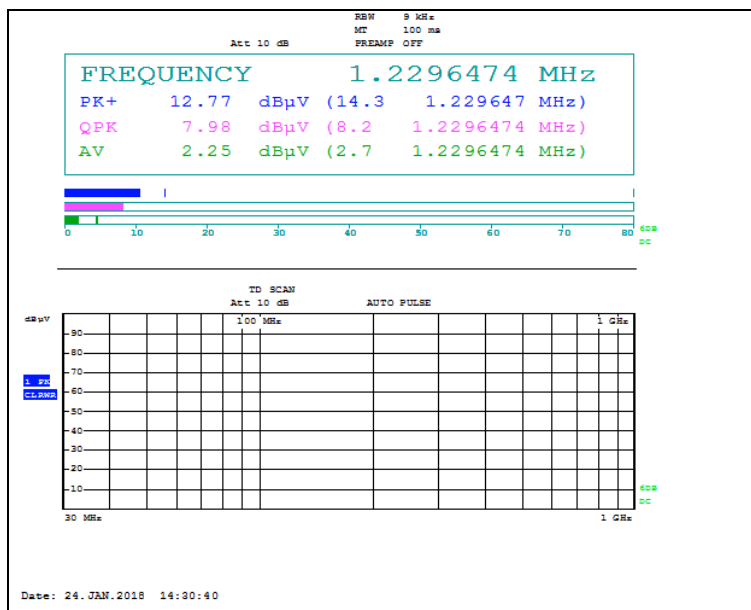 RBW 9 kHz
MT 100 ms
Att 10 dB PREAMP OFF
FREQUENCY 1.2296474 MHz
PK+ 12.77 dBµV (14.3 1.229647 MHz)
QPK 7.98 dBµV (8.2 1.2296474 MHz)
AV 2.25 dBµV (2.7 1.2296474 MHz)
0 10 20 30 40 50 60 70 80
6DB
DC
TD SCAN
Att 10 dB AUTO PULSE
dBµV
100 MHz 1 GHz
90
80
70
1 PK
60
CLRWR
50
40
30
20
10
6DB
DC
30 MHz 1 GHz
Date: 24.JAN.2018 14:30:40